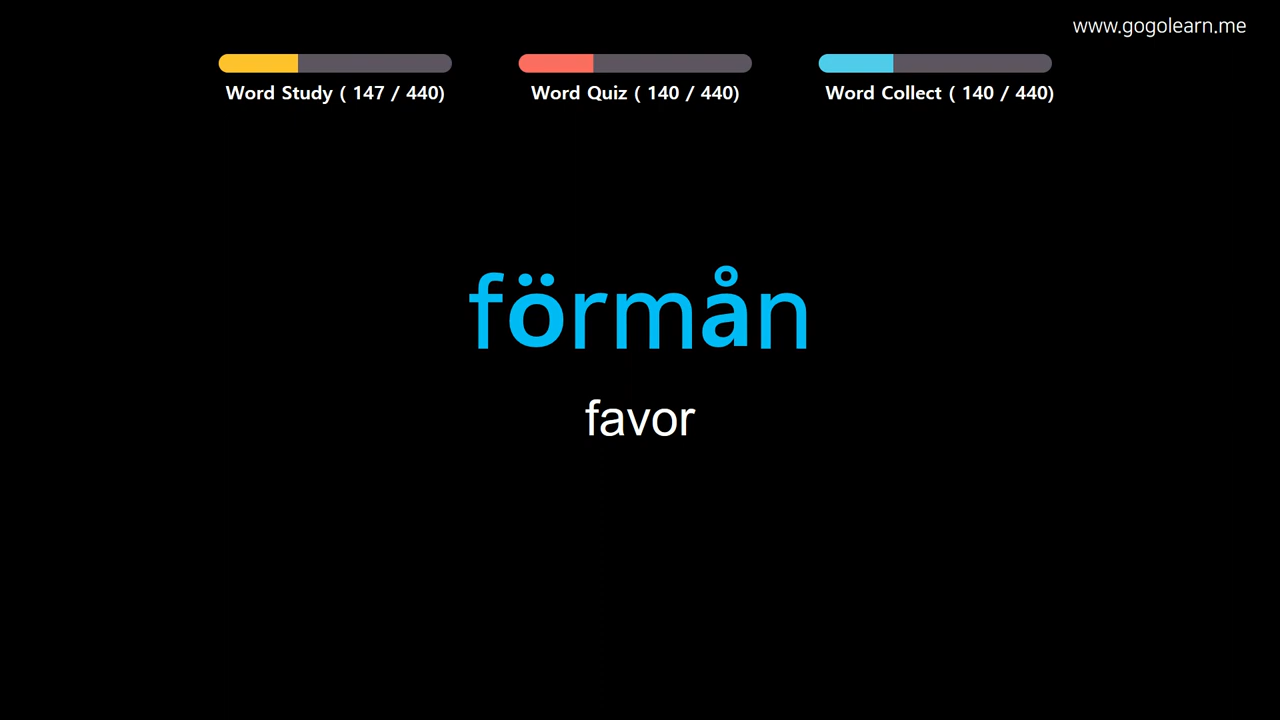 www.gogolearn.me
Word Study ( 147 / 440)
Word Quiz ( 140 / 440)
Word Collect ( 140 / 440)
förmån
favor